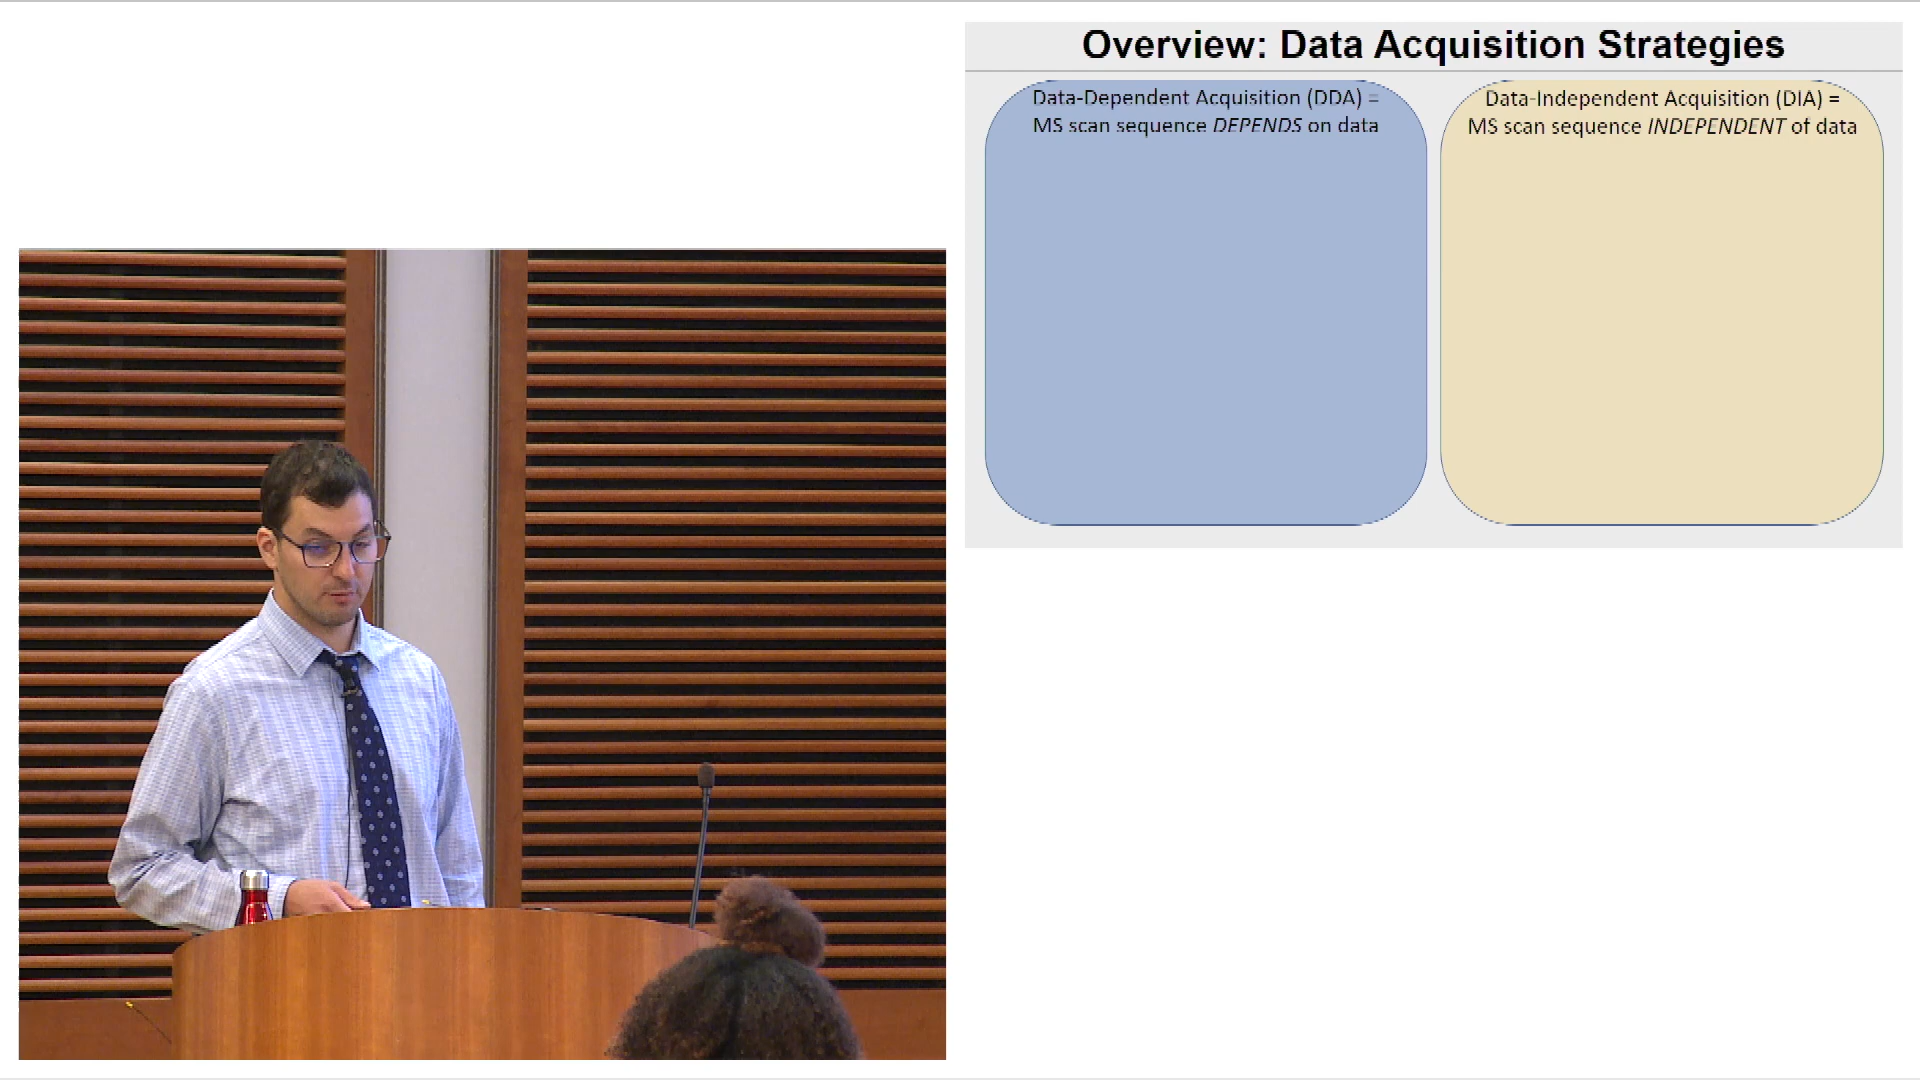 Overview: Data Acquisition Strategies
Data-Dependent Acquisition (DDA) =
MS scan sequence DEPENDS on data
Data-Independent Acquisition (DIA) =
MS scan sequence INDEPENDENT of data